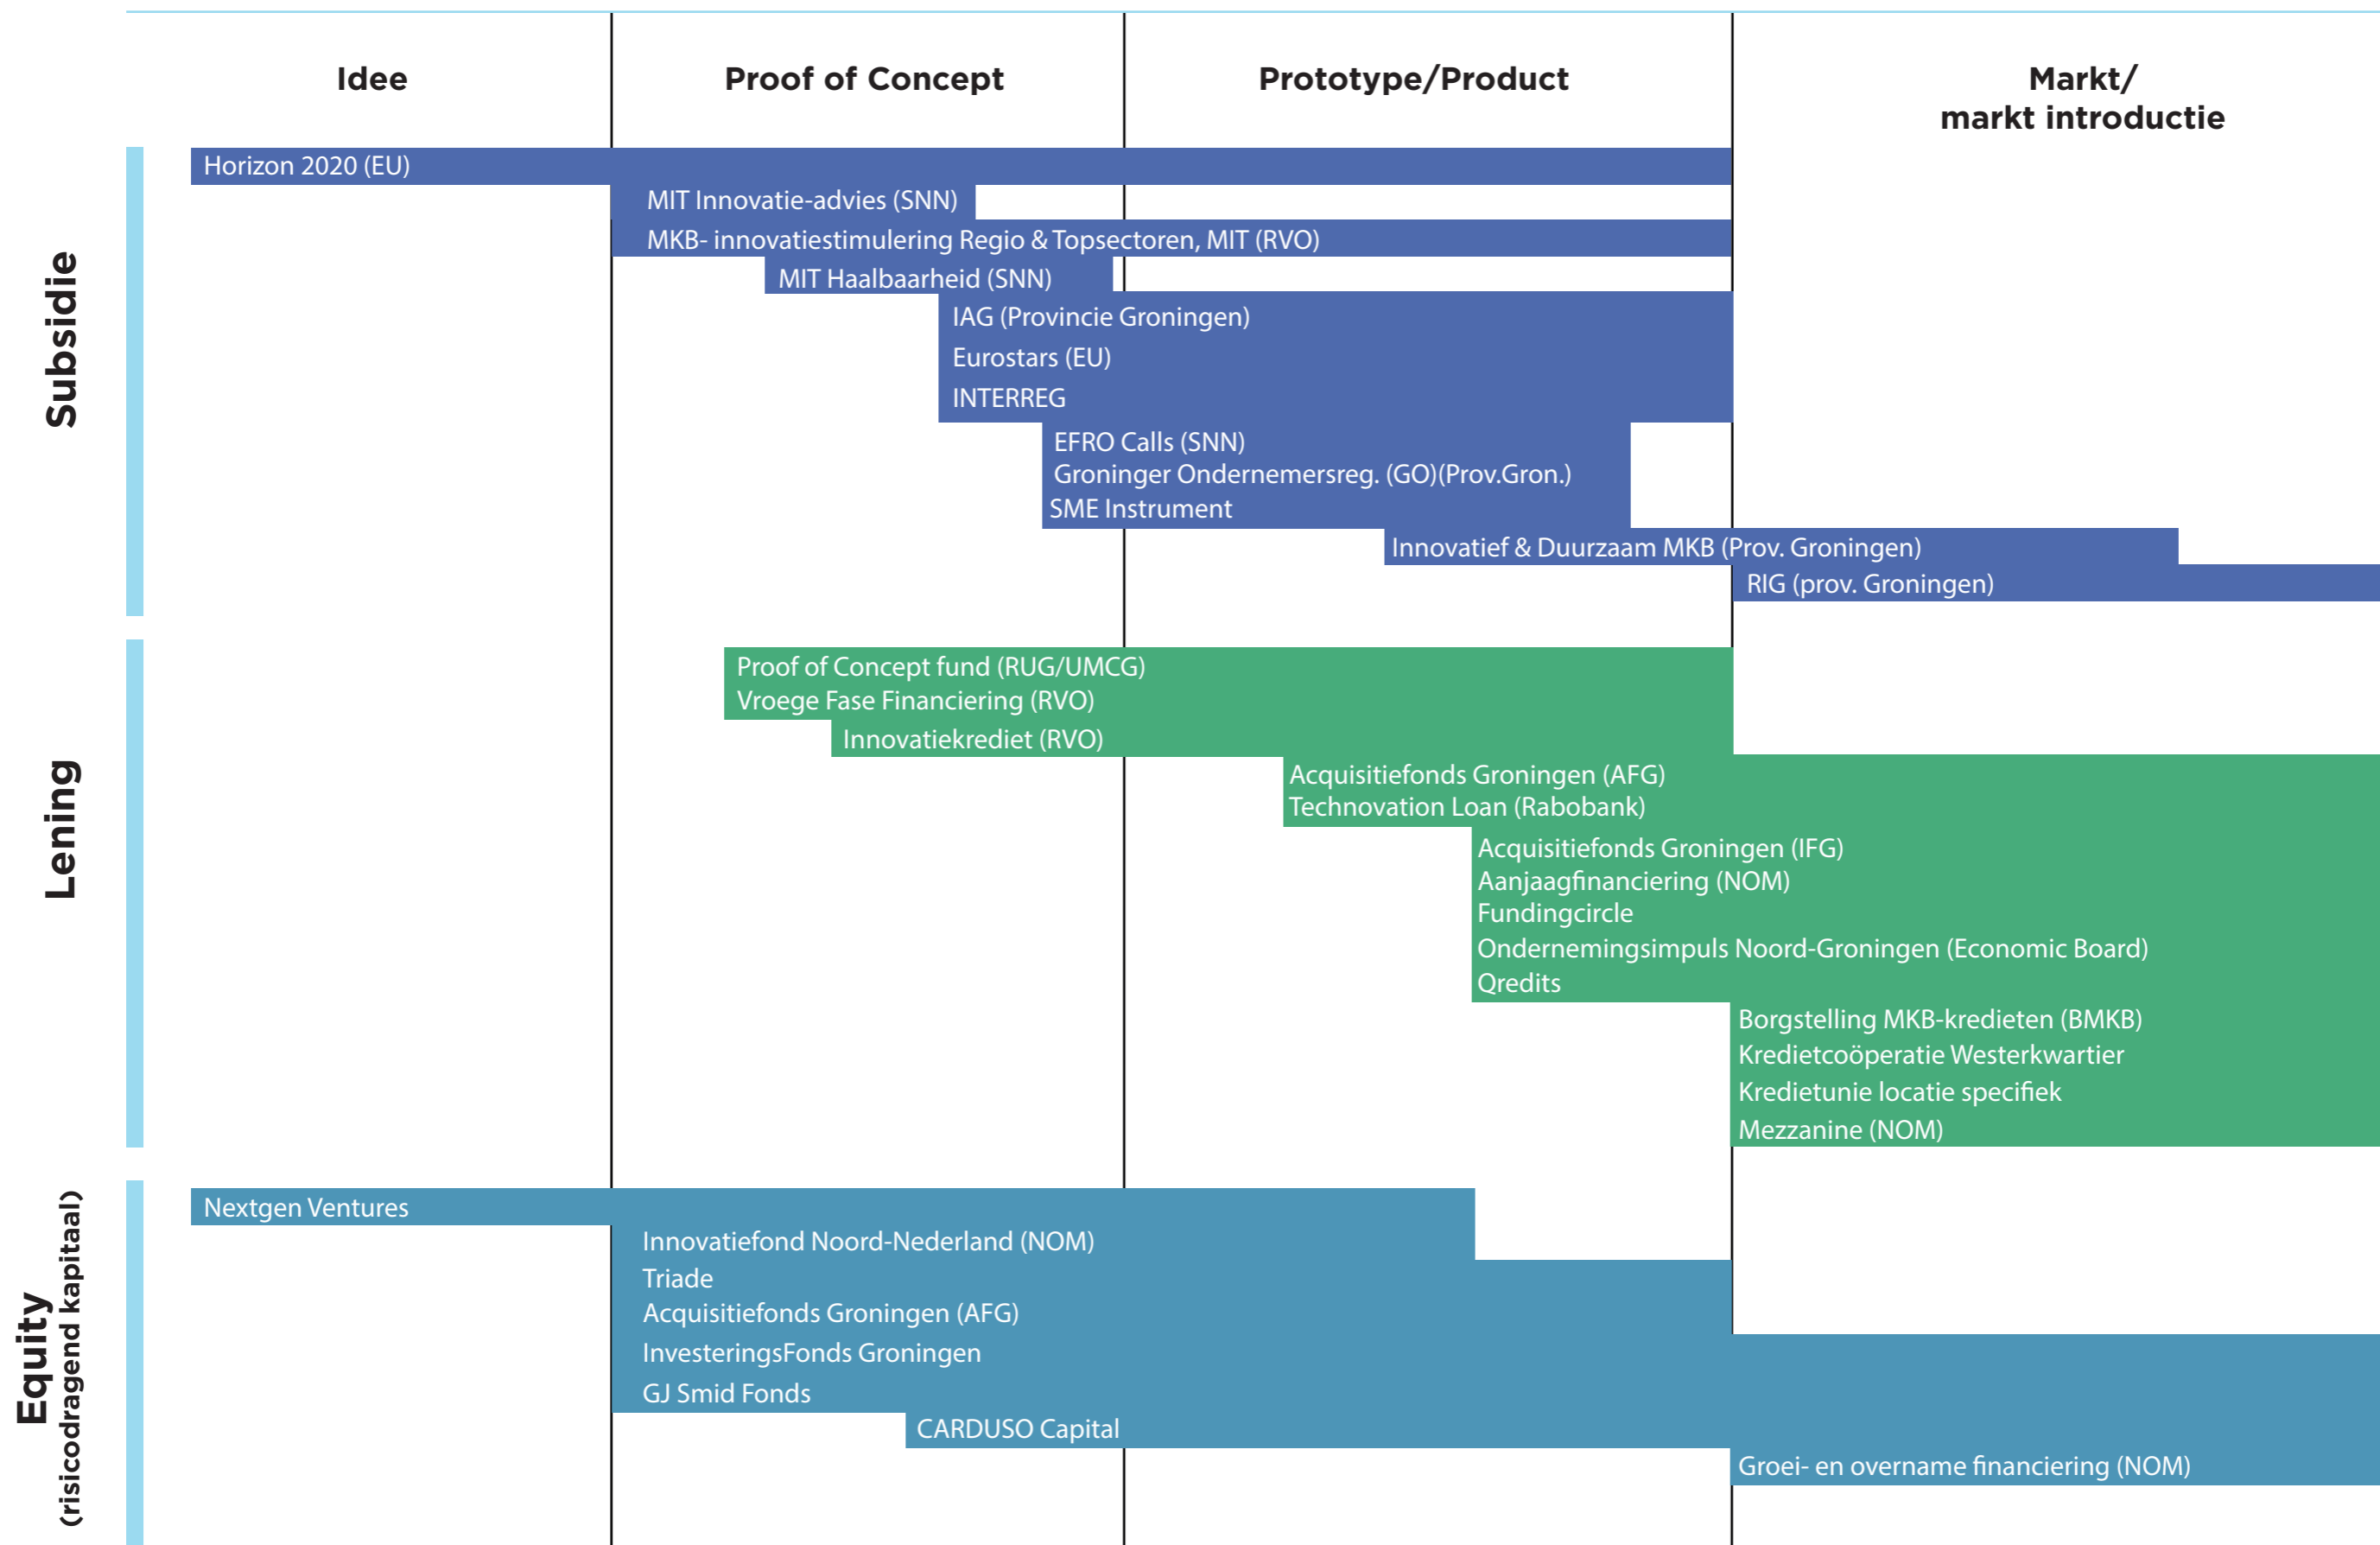 Idee
Proof of Concept
Prototype/Product
Markt/
markt introductie
Subsidie
Horizon 2020 (EU)
MIT Innovatie-advies (SNN)
MKB- innovatiestimulering Regio & Topsectoren, MIT (RVO)
MIT Haalbaarheid (SNN)
IAG (Provincie Groningen)
Eurostars (EU)
INTERREG
EFRO Calls (SNN)
Groninger Ondernemersreg. (GO)(Prov.Gron.)
SME Instrument
Innovatief & Duurzaam MKB (Prov. Groningen)
RIG (prov. Groningen)
Lening
Proof of Concept fund (RUG/UMCG)
Vroege Fase Financiering (RVO)
Innovatiekrediet (RVO)
Acquisitiefonds Groningen (AFG)
Technovation Loan (Rabobank)
Acquisitiefonds Groningen (IFG)
Aanjaagfinanciering (NOM)
Fundingcircle
Ondernemingsimpuls Noord-Groningen (Economic Board)
Qredits
Borgstelling MKB-kredieten (BMKB)
Kredietcoöperatie Westerkwartier
Kredietunie locatie specifiek
Mezzanine (NOM)
Equity
(risicodragend kapitaal)
Nextgen Ventures
Innovatiefond Noord-Nederland (NOM)
Triade
Acquisitiefonds Groningen (AFG)
InvesteringsFonds Groningen
GJ Smid Fonds
CARDUSO Capital
Groei- en overname financiering (NOM)